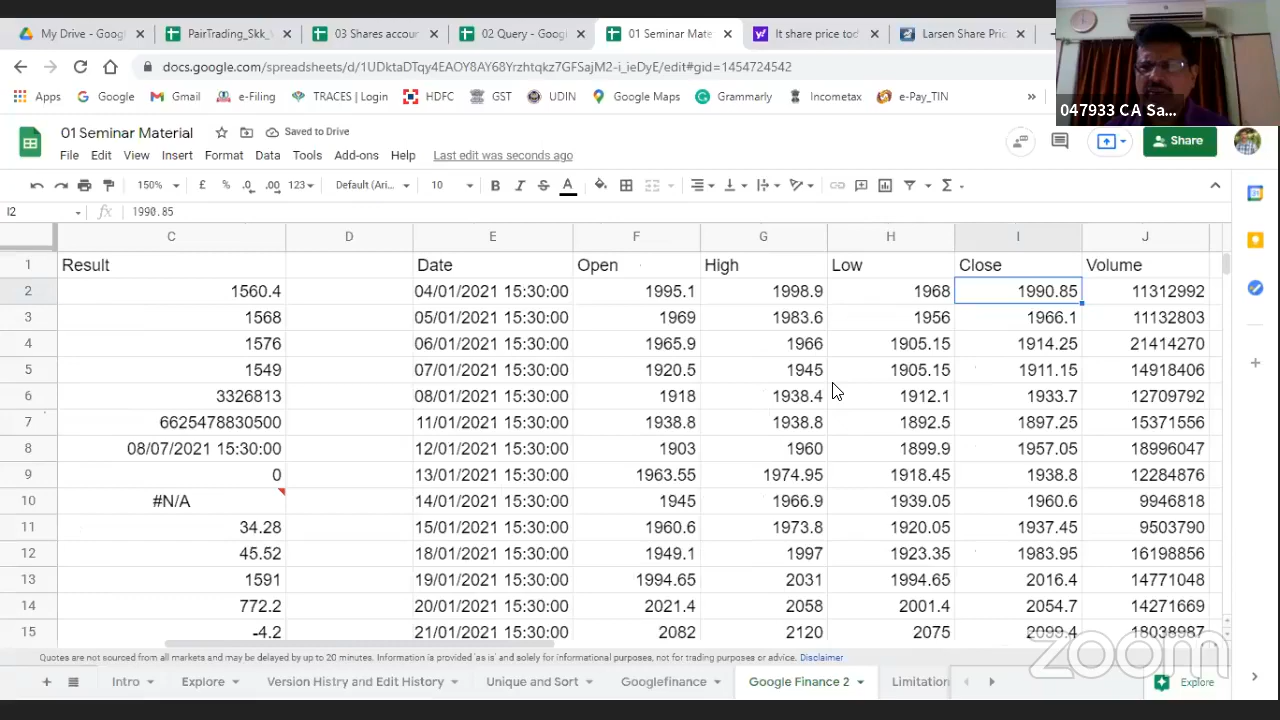 My Drive - Goog
PairTrading_Skk_
03 Shares accour
02 Query - Googl
01 Seminar Mate
It share price tod
Larsen Share Pric
docs.google.com/spreadsheets/d/1UDktaDTqy4EAOY8AY68Yrzhtqkz7GFSajM2-i_ieDyE/edit#gid=1454724542
Apps Google Gmail e-Filing TRACES | Login HDFC GST UDIN Google Maps Grammarly Incometax e-Pay_TIN »
047933 CA Sa...
01 Seminar Material Saved to Drive
File Edit View Insert Format Data Tools Add-ons Help Last edit was seconds ago
Share
150% £ % .0 .00 123 Default (Ari... 10 B I S A Σ
I2 fx 1990.85
C D E F G H I J
1 Result Date Open High Low Close Volume
2 1560.4 04/01/2021 15:30:00 1995.1 1998.9 1968 1990.85 11312992
3 1568 05/01/2021 15:30:00 1969 1983.6 1956 1966.1 11132803
4 1576 06/01/2021 15:30:00 1965.9 1966 1905.15 1914.25 21414270
5 1549 07/01/2021 15:30:00 1920.5 1945 1905.15 1911.15 14918406
6 3326813 08/01/2021 15:30:00 1918 1938.4 1912.1 1933.7 12709792
7 6625478830500 11/01/2021 15:30:00 1938.8 1938.8 1892.5 1897.25 15371556
8 08/07/2021 15:30:00 12/01/2021 15:30:00 1903 1960 1899.9 1957.05 18996047
9 0 13/01/2021 15:30:00 1963.55 1974.95 1918.45 1938.8 12284876
10 #N/A 14/01/2021 15:30:00 1945 1966.9 1939.05 1960.6 9946818
11 34.28 15/01/2021 15:30:00 1960.6 1973.8 1920.05 1937.45 9503790
12 45.52 18/01/2021 15:30:00 1949.1 1997 1923.35 1983.95 16198856
13 1591 19/01/2021 15:30:00 1994.65 2031 1994.65 2016.4 14771048
14 772.2 20/01/2021 15:30:00 2021.4 2058 2001.4 2054.7 14271669
15 -4.2 21/01/2021 15:30:00 2082 2120 2075 2099.4 18038987
zoom
Quotes are not sourced from all markets and may be delayed by up to 20 minutes. Information is provided 'as is' and solely for informational purposes, not for trading purposes or advice. Disclaimer
Intro Explore Version Histry and Edit History Unique and Sort Googlefinance Google Finance 2 Limitation Explore